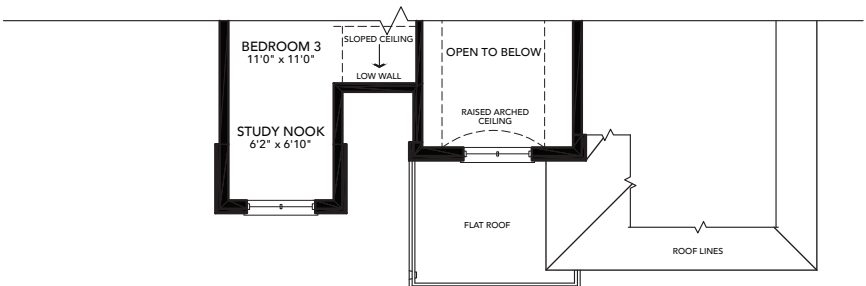 BEDROOM 3
11'0" x 11'0"
SLOPED CEILING
LOW WALL
OPEN TO BELOW
RAISED ARCHED
CEILING
STUDY NOOK
6'2" x 6'10"
FLAT ROOF
ROOF LINES